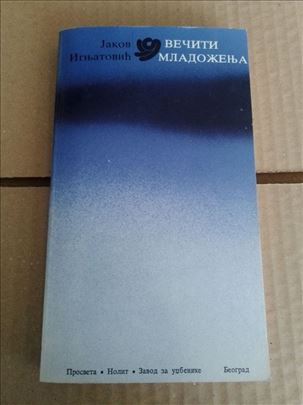 Јаков
Игњатовић
ВЕЧИТИ
МЛАДОЖЕЊА
Просвета • Нолит • Завод за уџбенике Београд